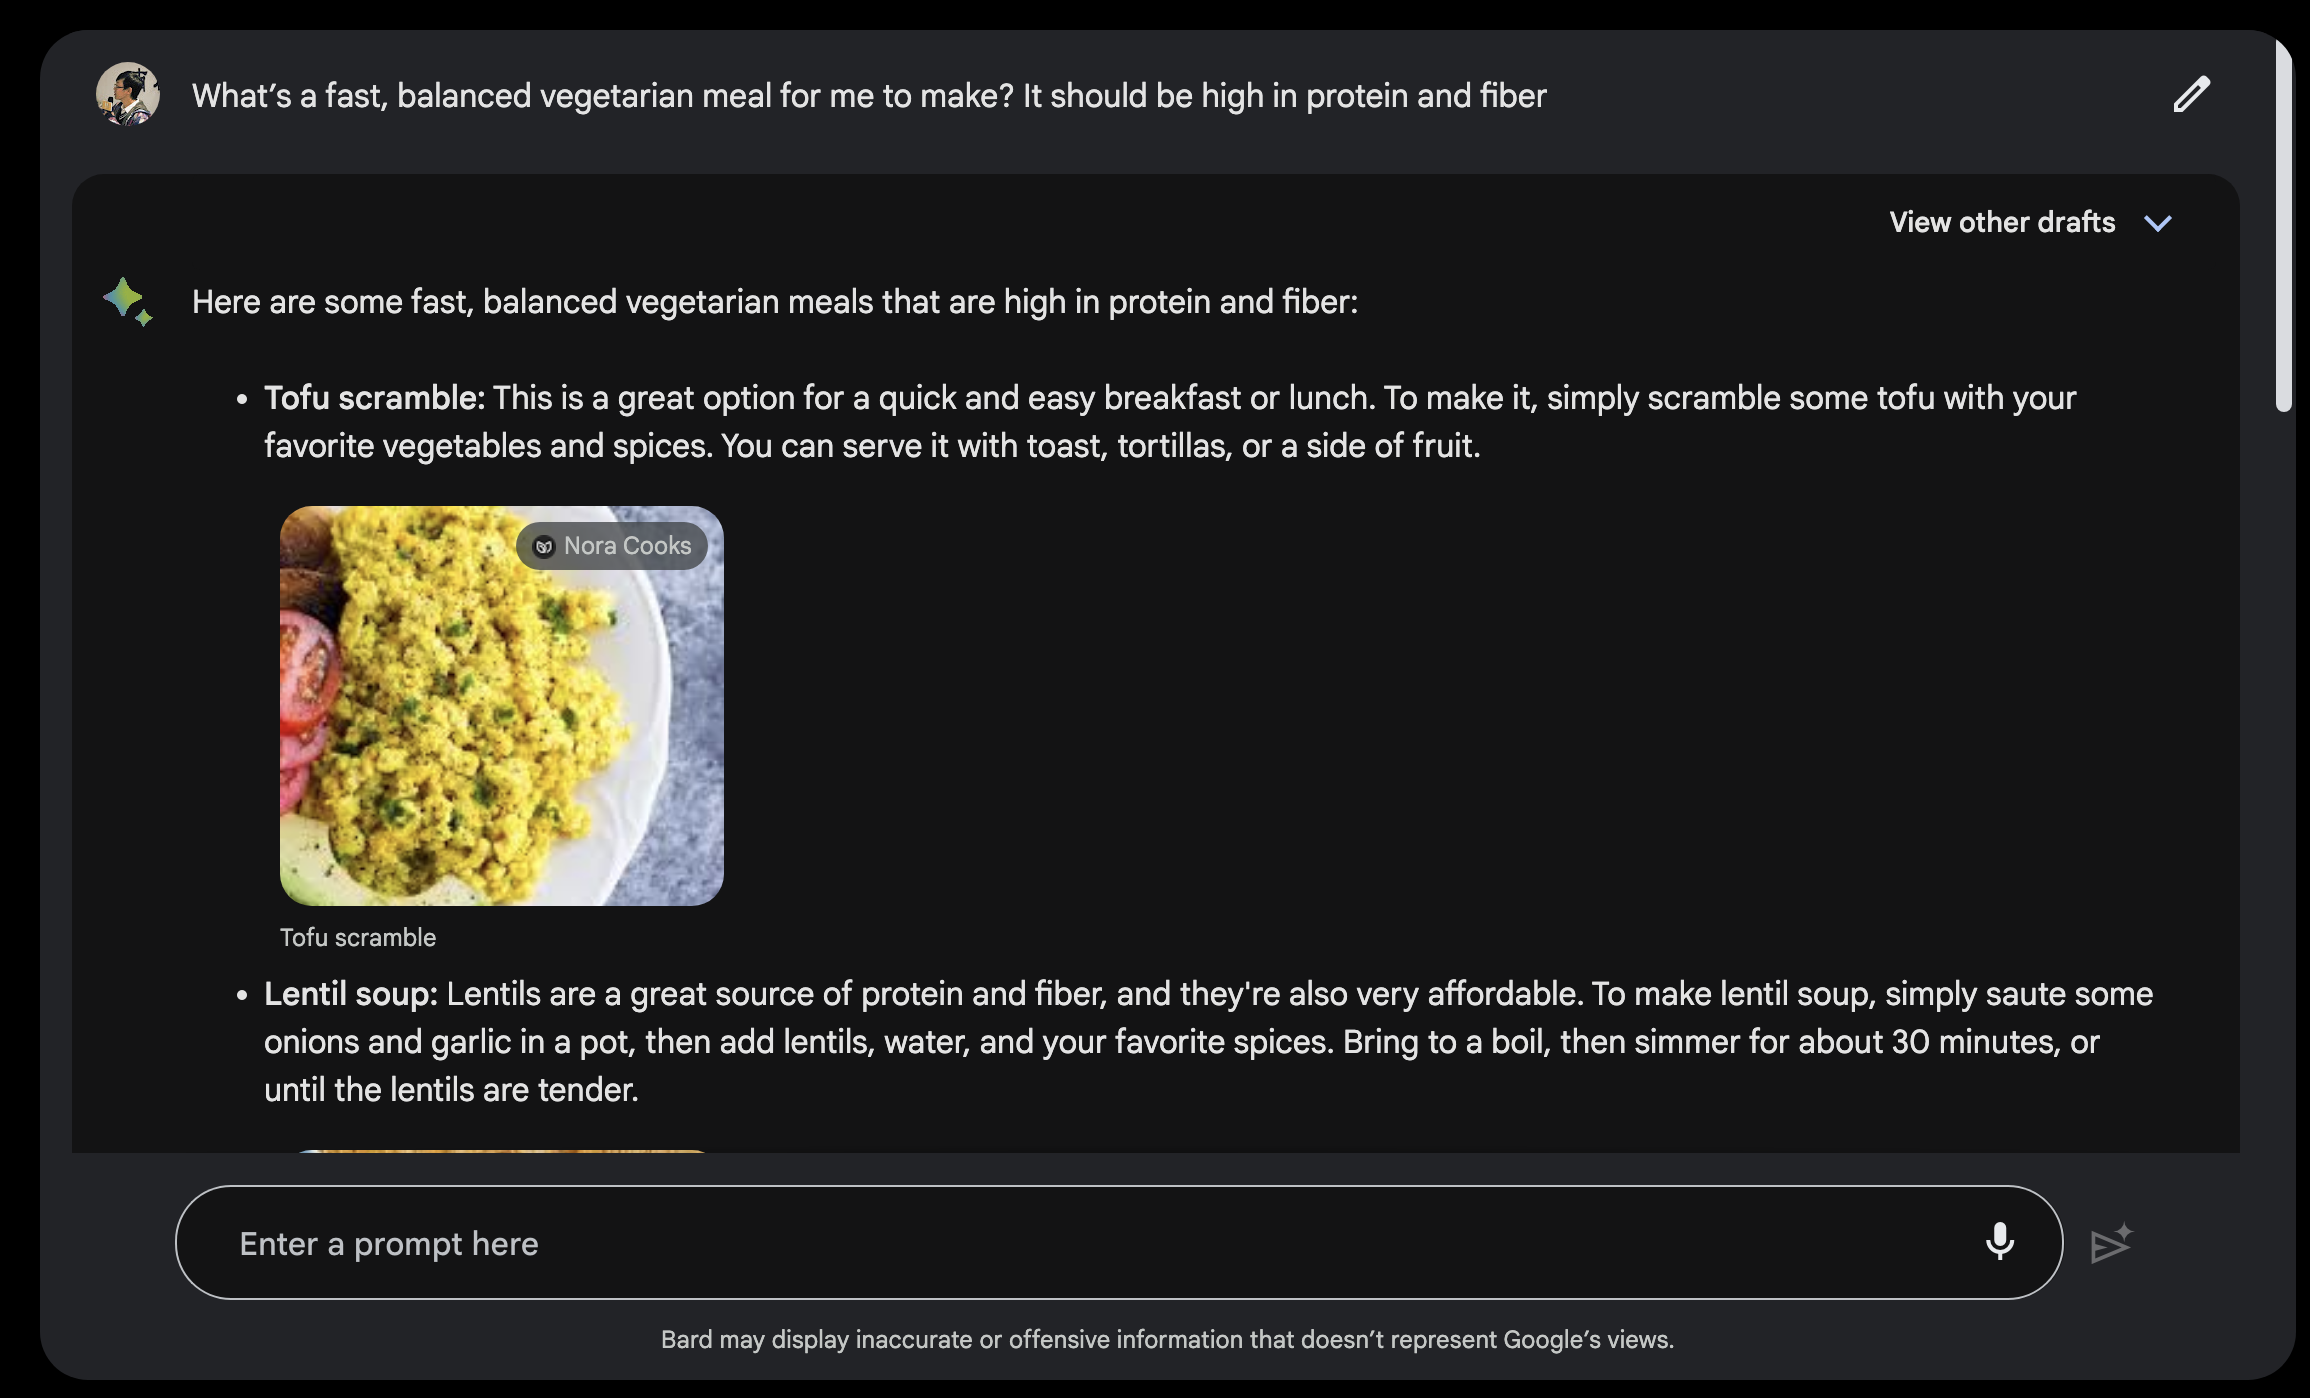 What’s a fast, balanced vegetarian meal for me to make? It should be high in protein and fiber
View other drafts
Here are some fast, balanced vegetarian meals that are high in protein and fiber:
• Tofu scramble: This is a great option for a quick and easy breakfast or lunch. To make it, simply scramble some tofu with your
favorite vegetables and spices. You can serve it with toast, tortillas, or a side of fruit.
Nora Cooks
Tofu scramble
• Lentil soup: Lentils are a great source of protein and fiber, and they're also very affordable. To make lentil soup, simply saute some
onions and garlic in a pot, then add lentils, water, and your favorite spices. Bring to a boil, then simmer for about 30 minutes, or
until the lentils are tender.
Enter a prompt here
Bard may display inaccurate or offensive information that doesn’t represent Google’s views.